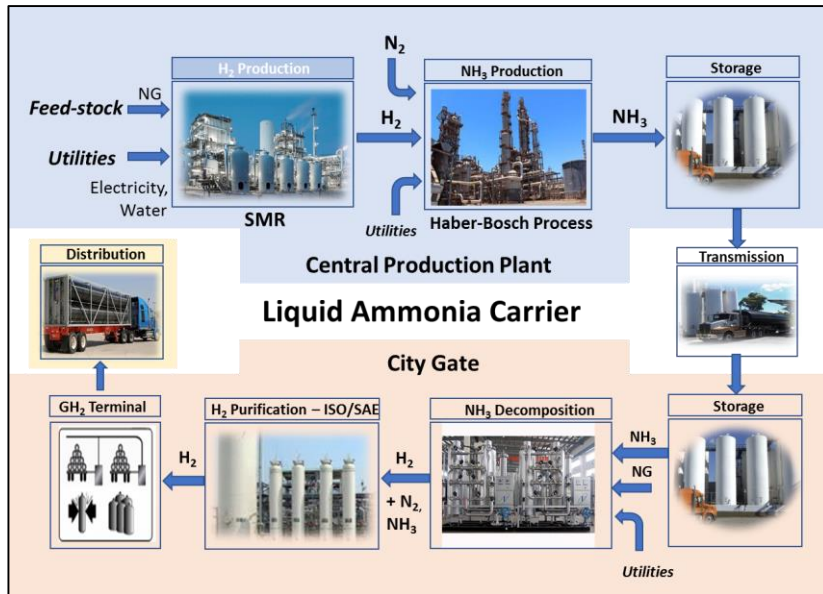 H₂ Production
N₂
NH₃ Production
Storage
Feed-stock
NG
H₂
NH₃
Utilities
Electricity,
Water
SMR
Utilities
Haber-Bosch Process
Distribution
Central Production Plant
Transmission
Liquid Ammonia Carrier
City Gate
GH₂ Terminal
H₂ Purification – ISO/SAE
NH₃ Decomposition
Storage
H₂
H₂
+ N₂,
NH₃
NH₃
NG
Utilities